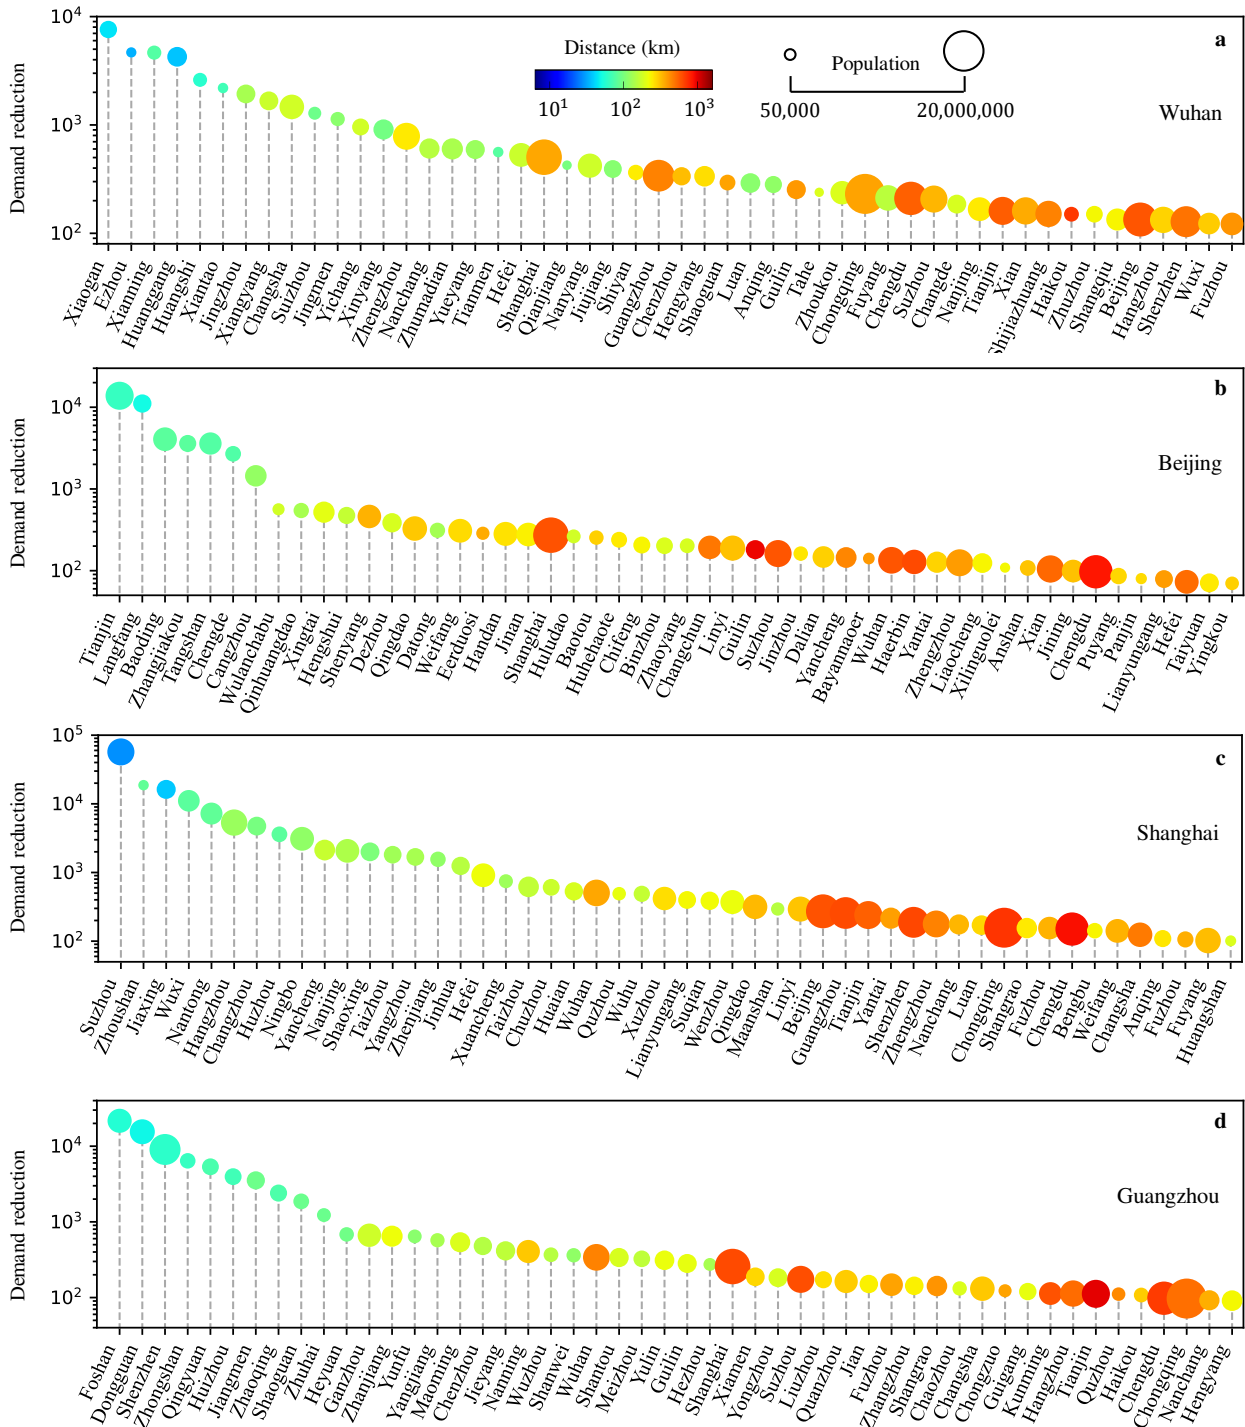 10⁴
a
Distance (km)
10¹ 10² 10³
Population
50,000 20,000,000
Wuhan
10³
10²
Demand reduction
Xiaogan
Ezhou
Xianning
Huanggang
Huangshi
Xiantao
Jingzhou
Xiangyang
Changsha
Suzhou
Jingmen
Yichang
Xinyang
Zhengzhou
Nanchang
Zhumadian
Yueyang
Tianmen
Hefei
Shanghai
Qianjiang
Nanyang
Jiujiang
Shiyan
Guangzhou
Chenzhou
Hengyang
Shaoguan
Luan
Anqing
Guilin
Tahe
Zhoukou
Chongqing
Fuyang
Chengdu
Suzhou
Changde
Nanjing
Tianjin
Xian
Shijiazhuang
Haikou
Zhuzhou
Shangqiu
Beijing
Hangzhou
Shenzhen
Wuxi
Fuzhou
b
Beijing
10⁴
10³
10²
Demand reduction
Tianjin
Langfang
Baoding
Zhangjiakou
Tangshan
Chengde
Cangzhou
Wulanchabu
Qinhuangdao
Xingtai
Hengshui
Shenyang
Dezhou
Qingdao
Datong
Weifang
Eerduosi
Handan
Jinan
Shanghai
Huludao
Baotou
Huhehaote
Chifeng
Binzhou
Zhaoyang
Changchun
Linyi
Guilin
Suzhou
Jinzhou
Dalian
Yancheng
Bayannaoer
Wuhan
Haerbin
Yantai
Zhengzhou
Liaocheng
Xilinguolei
Anshan
Xian
Jining
Chengdu
Puyang
Panjin
Lianyungang
Hefei
Taiyuan
Yingkou
c
Shanghai
10⁵
10⁴
10³
10²
Demand reduction
Suzhou
Zhoushan
Jiaxing
Wuxi
Nantong
Hangzhou
Changzhou
Huzhou
Ningbo
Yancheng
Nanjing
Shaoxing
Taizhou
Yangzhou
Zhenjiang
Jinhua
Hefei
Xuancheng
Taizhou
Chuzhou
Huaian
Wuhan
Quzhou
Wuhu
Xuzhou
Lianyungang
Suqian
Wenzhou
Qingdao
Maanshan
Linyi
Beijing
Guangzhou
Tianjin
Yantai
Shenzhen
Zhengzhou
Nanchang
Luan
Chongqing
Shangrao
Fuzhou
Chengdu
Bengbu
Weifang
Changsha
Anqing
Fuzhou
Fuyang
Huangshan
d
Guangzhou
10⁴
10³
10²
Demand reduction
Foshan
Dongguan
Shenzhen
Zhongshan
Qingyuan
Huizhou
Jiangmen
Zhaoqing
Shaoguan
Zhuhai
Heyuan
Ganzhou
Zhanjiang
Yunfu
Yangjiang
Maoming
Chenzhou
Jieyang
Nanning
Wuzhou
Shanwei
Wuhan
Shantou
Meizhou
Yulin
Guilin
Hezhou
Shanghai
Xiamen
Yongzhou
Suzhou
Liuzhou
Quanzhou
Jian
Fuzhou
Zhangzhou
Shangrao
Chaozhou
Changsha
Chongzuo
Guigang
Kunming
Hangzhou
Tianjin
Quzhou
Haikou
Chengdu
Chongqing
Nanchang
Hengyang